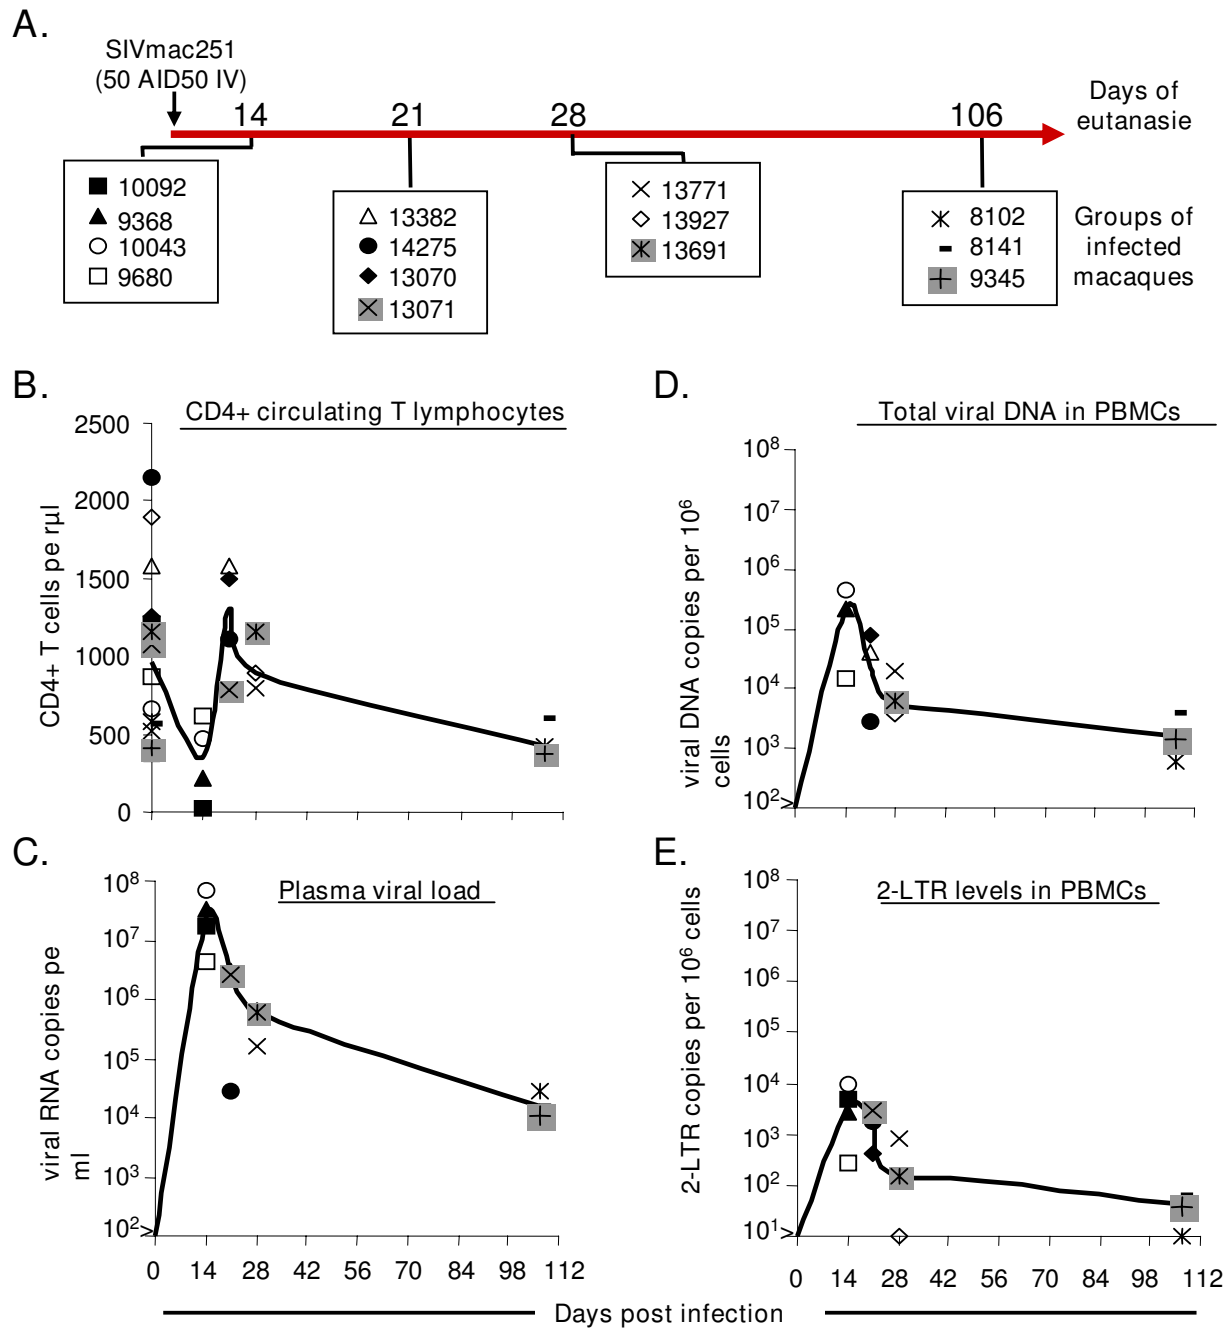 A.
SIVmac251
(50 AID50 IV)
14
21
28
106
Days of
eutanasie
10092
9368
10043
9680
13382
14275
13070
13071
13771
13927
13691
8102
8141
9345
Groups of
infected
macaques
B.
CD4+ circulating T lymphocytes
CD4+ T cells pe rµl
2500
2000
1500
1000
500
0
D.
Total viral DNA in PBMCs
viral DNA copies per 10⁶
cells
10⁸
10⁷
10⁶
10⁵
10⁴
10³
10²>
C.
Plasma viral load
viral RNA copies pe
ml
10⁸
10⁷
10⁶
10⁵
10⁴
10³
10²>
0 14 28 42 56 70 84 98 112
E.
2-LTR levels in PBMCs
2-LTR copies per 10⁶ cells
10⁸
10⁷
10⁶
10⁵
10⁴
10³
10²
10¹>
0 14 28 42 56 70 84 98 112
Days post infection